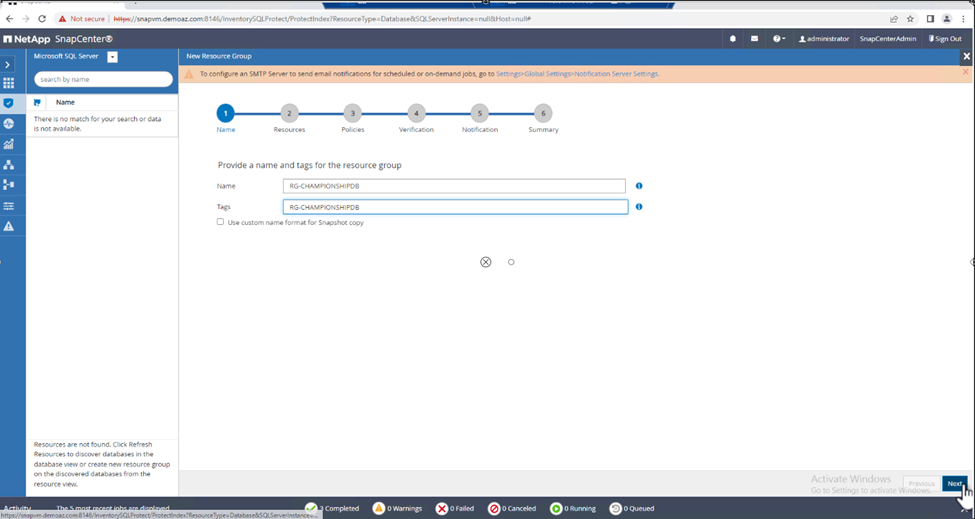 Not secure | https://snapvm.demoaz.com:8146/InventorySQLProtect/ProtectIndex?ResourceType=Database&SQLServerInstance=null&Host=null#
NetApp SnapCenter®
administrator SnapCenterAdmin Sign Out
Microsoft SQL Server
New Resource Group
To configure an SMTP Server to send email notifications for scheduled or on-demand jobs, go to Settings>Global Settings>Notification Server Settings.
search by name
Name
There is no match for your search or data
is not available.
1 2 3 4 5 6
Name Resources Policies Verification Notification Summary
Provide a name and tags for the resource group
Name RG-CHAMPIONSHIPDB
Tags RG-CHAMPIONSHIPDB
Use custom name format for Snapshot copy
Resources are not found. Click Refresh
Resources to discover databases in the
database view or create new resource group
on the discovered databases from the
resource view.
Activate Windows
Go to Settings to activate Windows.
Previous Next
Activity The 5 most recent jobs are displayed Completed 0 Warnings 0 Failed 0 Canceled 0 Running 0 Queued
https://snapvm.demoaz.com:8146/InventorySQLProtect/ProtectIndex?ResourceType=Database&SQLServerInstance=null...